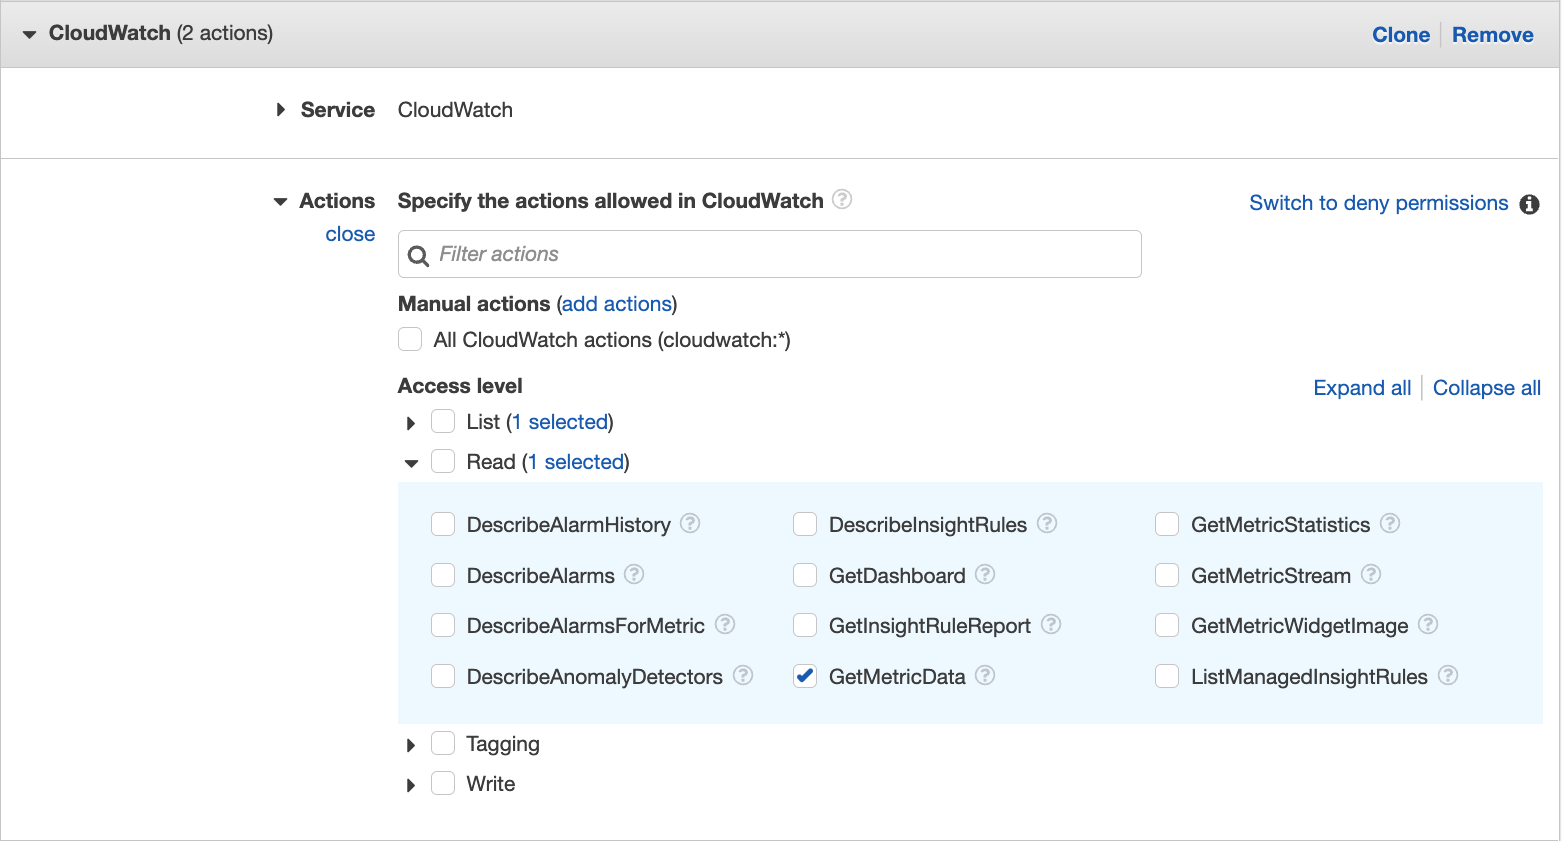 CloudWatch (2 actions)
Clone
Remove
Service CloudWatch
Actions Specify the actions allowed in CloudWatch ?
Switch to deny permissions i
close
Filter actions
Manual actions (add actions)
All CloudWatch actions (cloudwatch:*)
Access level
Expand all
Collapse all
List (1 selected)
Read (1 selected)
DescribeAlarmHistory ? DescribeInsightRules ? GetMetricStatistics ?
DescribeAlarms ? GetDashboard ? GetMetricStream ?
DescribeAlarmsForMetric ? GetInsightRuleReport ? GetMetricWidgetImage ?
DescribeAnomalyDetectors ? GetMetricData ? ListManagedInsightRules ?
Tagging
Write